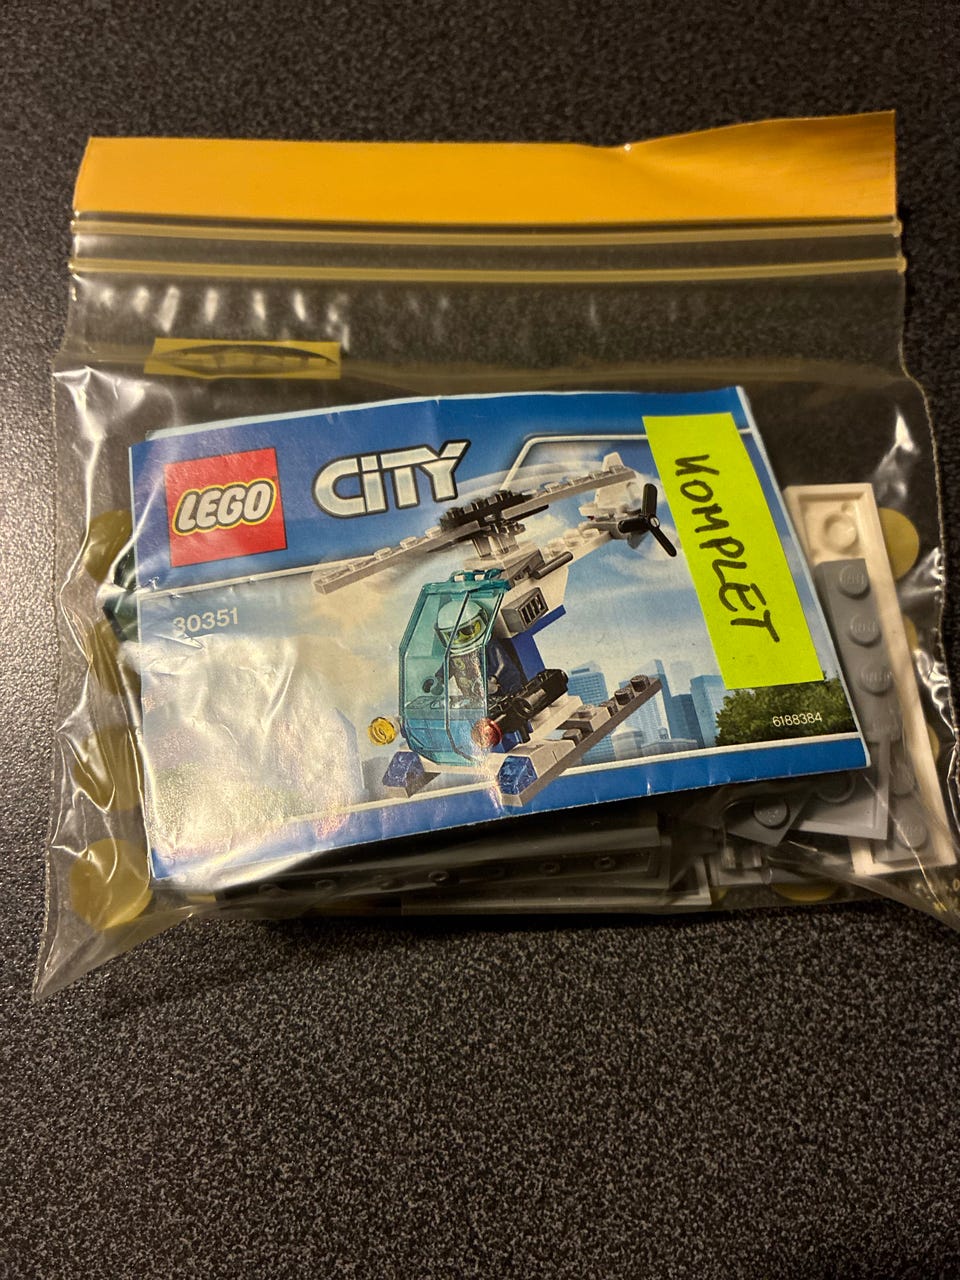 LEGO
CITY
KOMPLET
30351
6188384